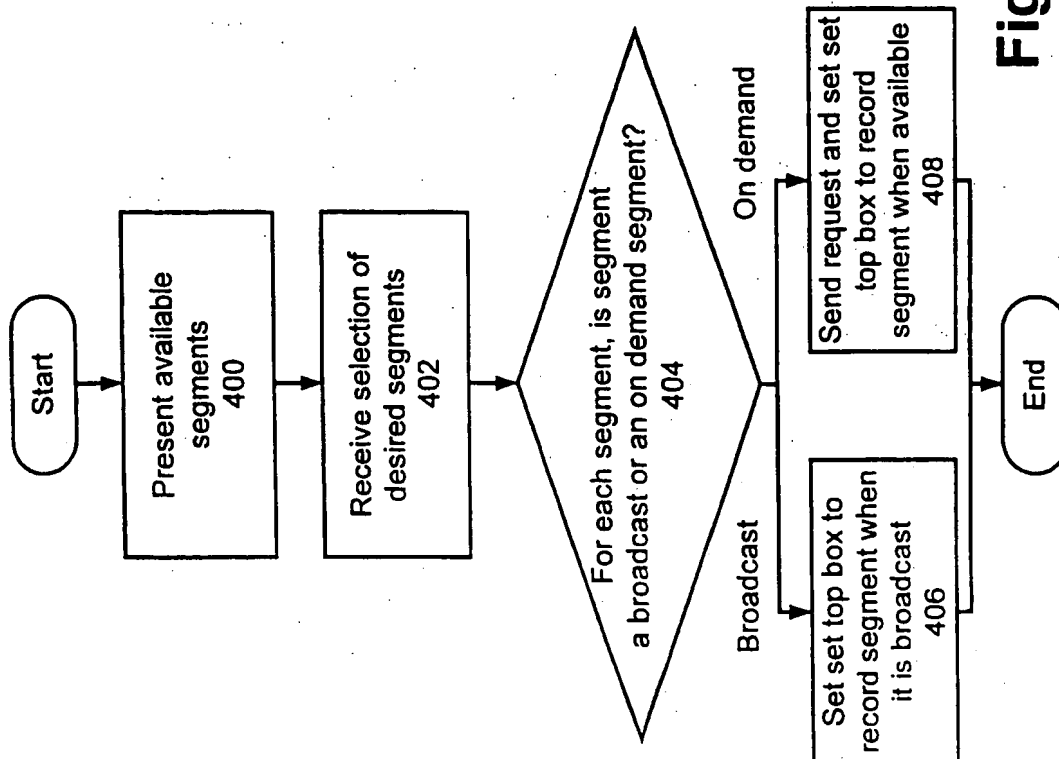 Start
Present available
segments
400
Receive selection of
desired segments
402
For each segment, is segment
a broadcast or an on demand segment?
404
Broadcast
On demand
Set set top box to
record segment when
it is broadcast
406
Send request and set set
top box to record
segment when available
408
End
Fig